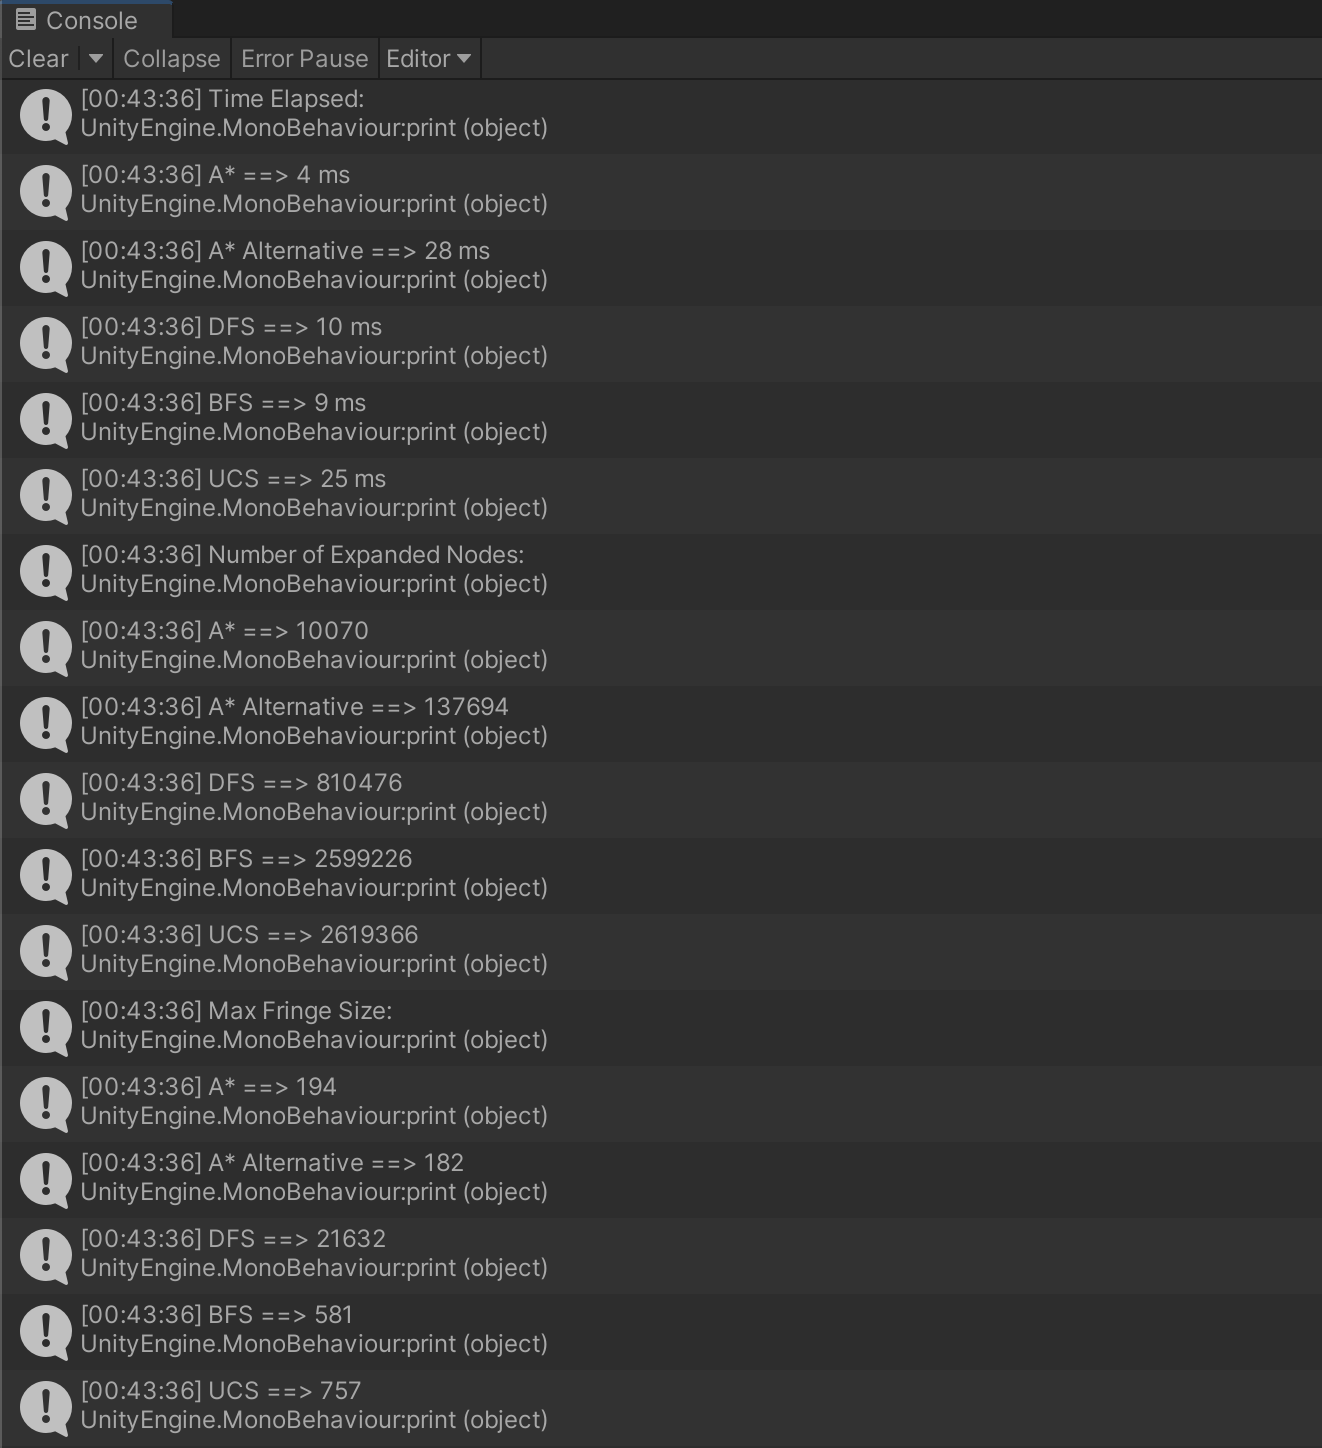 Console
Clear Collapse Error Pause Editor
[00:43:36] Time Elapsed:
UnityEngine.MonoBehaviour:print (object)
[00:43:36] A* ==> 4 ms
UnityEngine.MonoBehaviour:print (object)
[00:43:36] A* Alternative ==> 28 ms
UnityEngine.MonoBehaviour:print (object)
[00:43:36] DFS ==> 10 ms
UnityEngine.MonoBehaviour:print (object)
[00:43:36] BFS ==> 9 ms
UnityEngine.MonoBehaviour:print (object)
[00:43:36] UCS ==> 25 ms
UnityEngine.MonoBehaviour:print (object)
[00:43:36] Number of Expanded Nodes:
UnityEngine.MonoBehaviour:print (object)
[00:43:36] A* ==> 10070
UnityEngine.MonoBehaviour:print (object)
[00:43:36] A* Alternative ==> 137694
UnityEngine.MonoBehaviour:print (object)
[00:43:36] DFS ==> 810476
UnityEngine.MonoBehaviour:print (object)
[00:43:36] BFS ==> 2599226
UnityEngine.MonoBehaviour:print (object)
[00:43:36] UCS ==> 2619366
UnityEngine.MonoBehaviour:print (object)
[00:43:36] Max Fringe Size:
UnityEngine.MonoBehaviour:print (object)
[00:43:36] A* ==> 194
UnityEngine.MonoBehaviour:print (object)
[00:43:36] A* Alternative ==> 182
UnityEngine.MonoBehaviour:print (object)
[00:43:36] DFS ==> 21632
UnityEngine.MonoBehaviour:print (object)
[00:43:36] BFS ==> 581
UnityEngine.MonoBehaviour:print (object)
[00:43:36] UCS ==> 757
UnityEngine.MonoBehaviour:print (object)